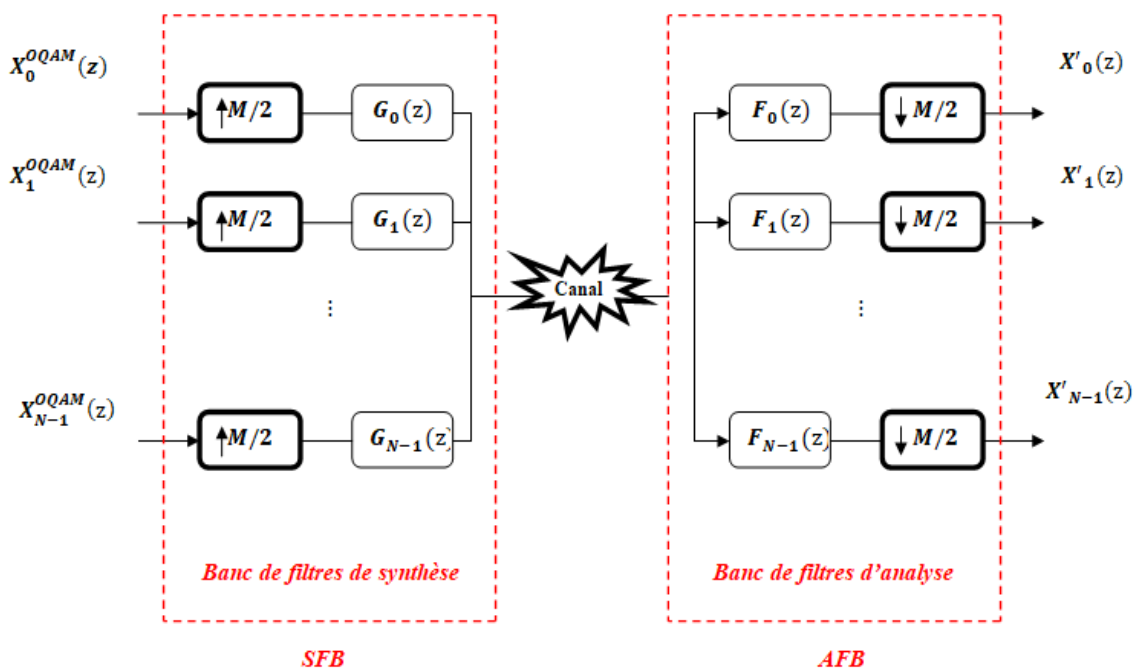 X_0^{OQAM}(z)
↑M/2
G_0(z)
F_0(z)
↓ M/2
X'_0(z)
X_1^{OQAM}(z)
↑M/2
G_1(z)
F_1(z)
↓ M/2
X'_1(z)
Canal
⋮
⋮
X_{N-1}^{OQAM}(z)
↑M/2
G_{N-1}(z)
F_{N-1}(z)
↓ M/2
X'_{N-1}(z)
Banc de filtres de synthèse
Banc de filtres d'analyse
SFB
AFB